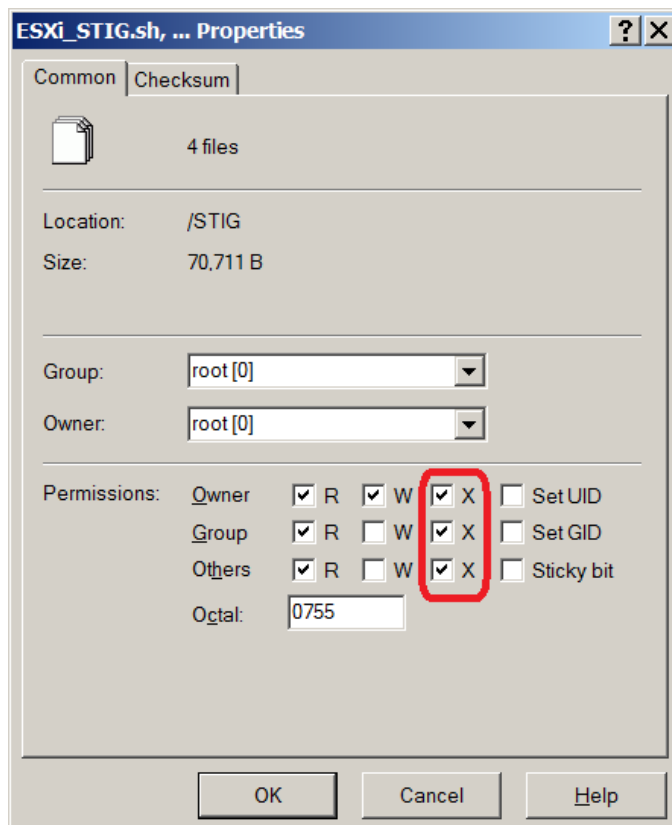 ESXi_STIG.sh, ... Properties
Common Checksum
4 files
Location: /STIG
Size: 70,711 B
Group: root [0]
Owner: root [0]
Permissions: Owner R W X Set UID
Group R W X Set GID
Others R W X Sticky bit
Octal: 0755
OK Cancel Help